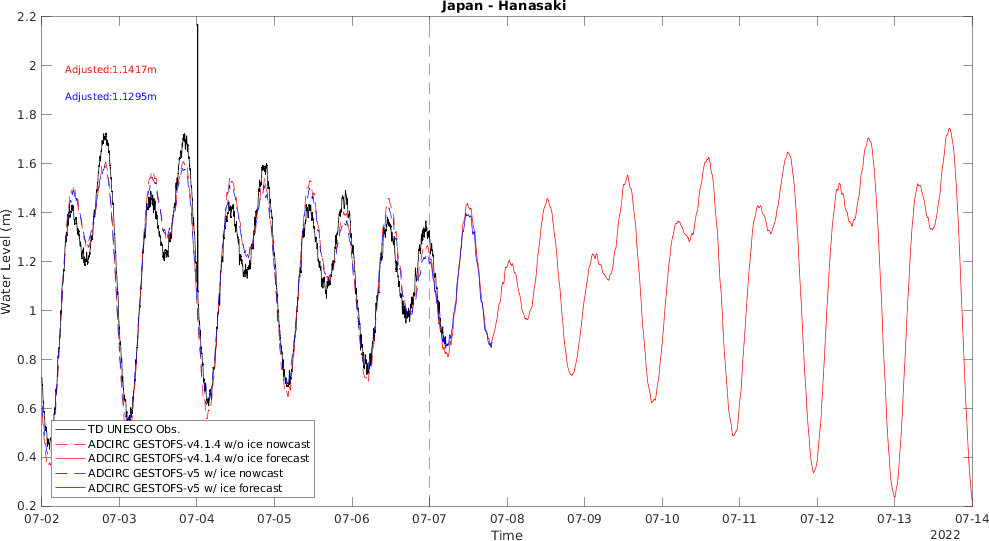 Japan - Hanasaki
2.2
2
1.8
1.6
1.4
1.2
1
0.8
0.6
0.4
0.2
Water Level (m)
Adjusted:1.1417m
Adjusted:1.1295m
TD UNESCO Obs.
ADCIRC GESTOFS-v4.1.4 w/o ice nowcast
ADCIRC GESTOFS-v4.1.4 w/o ice forecast
ADCIRC GESTOFS-v5 w/ ice nowcast
ADCIRC GESTOFS-v5 w/ ice forecast
07-02 07-03 07-04 07-05 07-06 07-07 07-08 07-09 07-10 07-11 07-12 07-13 07-14
Time
2022